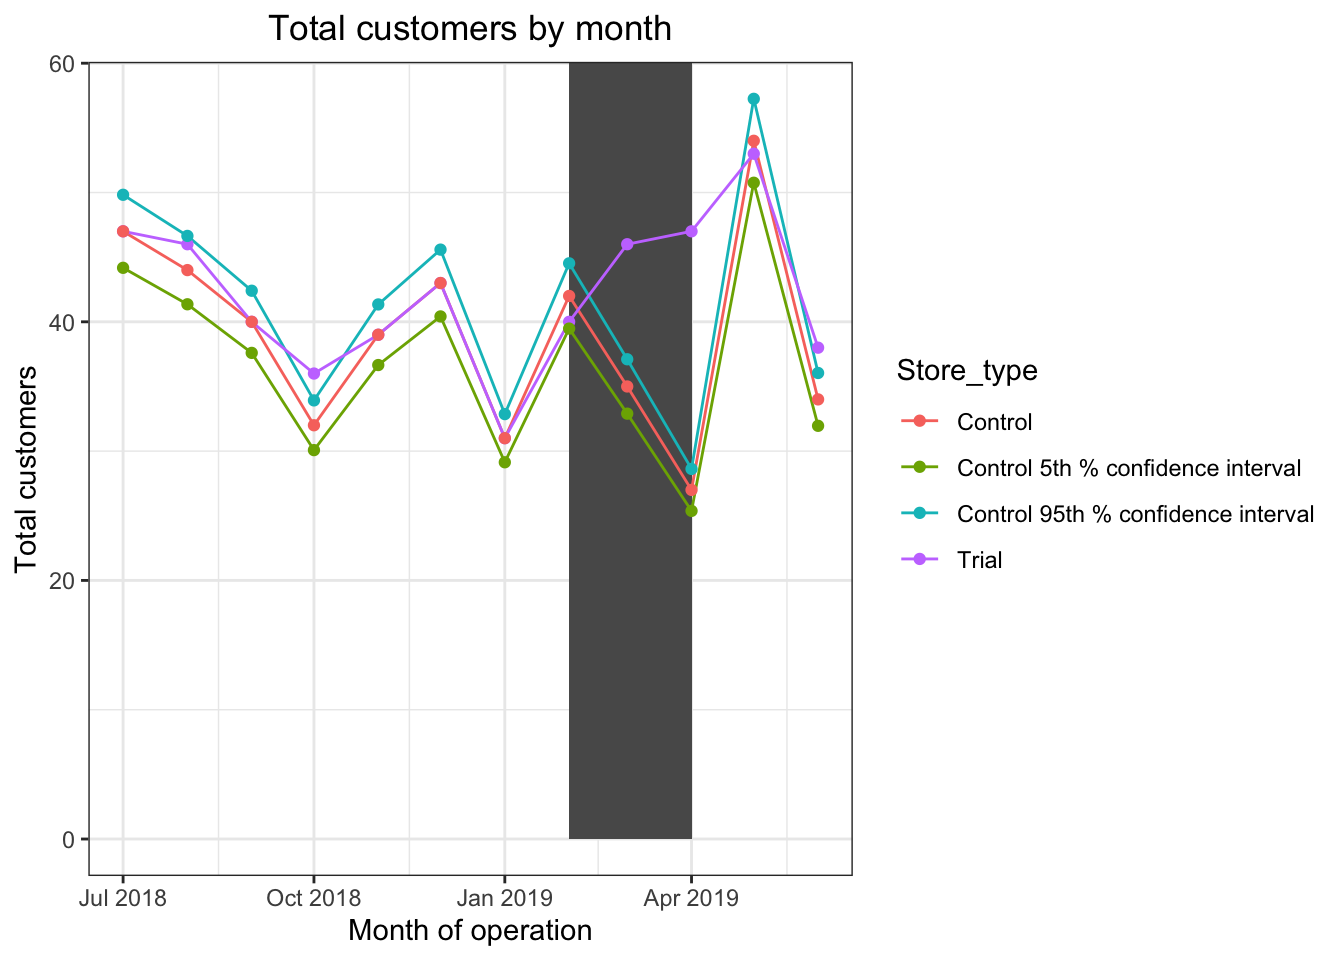 Total customers by month
60
40
20
0
Total customers
Jul 2018
Oct 2018
Jan 2019
Apr 2019
Month of operation
Store_type
Control
Control 5th % confidence interval
Control 95th % confidence interval
Trial